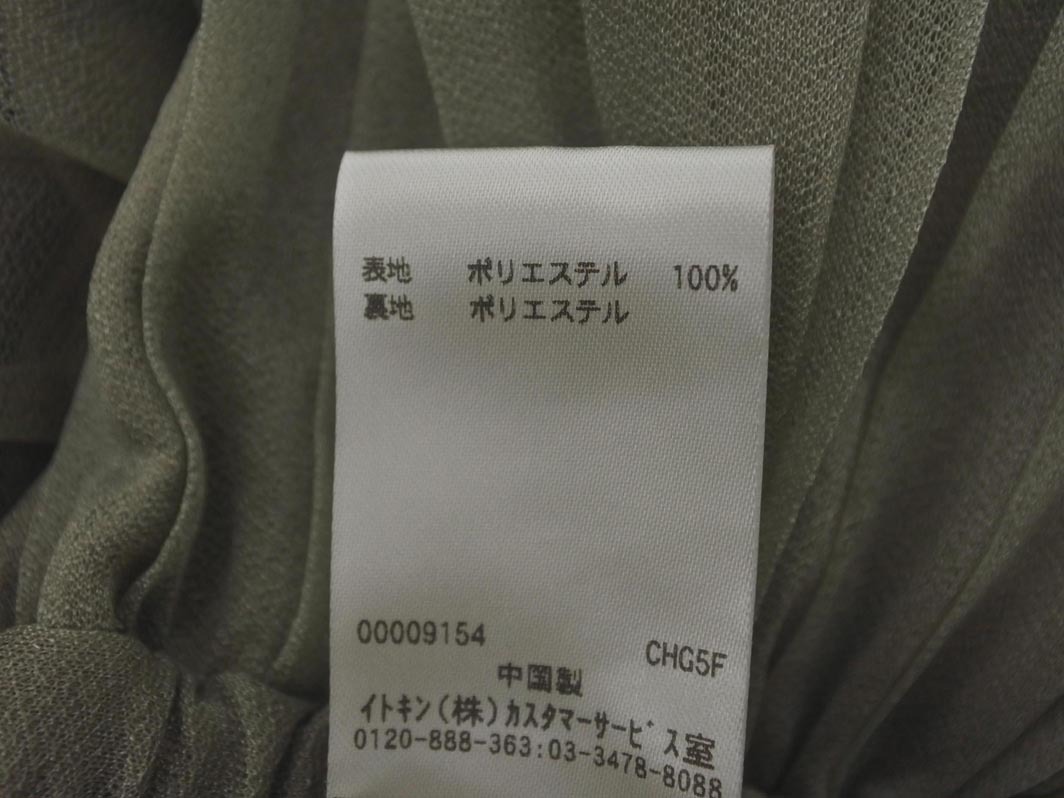 表地 ポリエステル 100%
裏地 ポリエステル
00009154
CHG5F
中国製
イトキン(株)カスタマーサービス室
0120-888-363:03-3478-8088